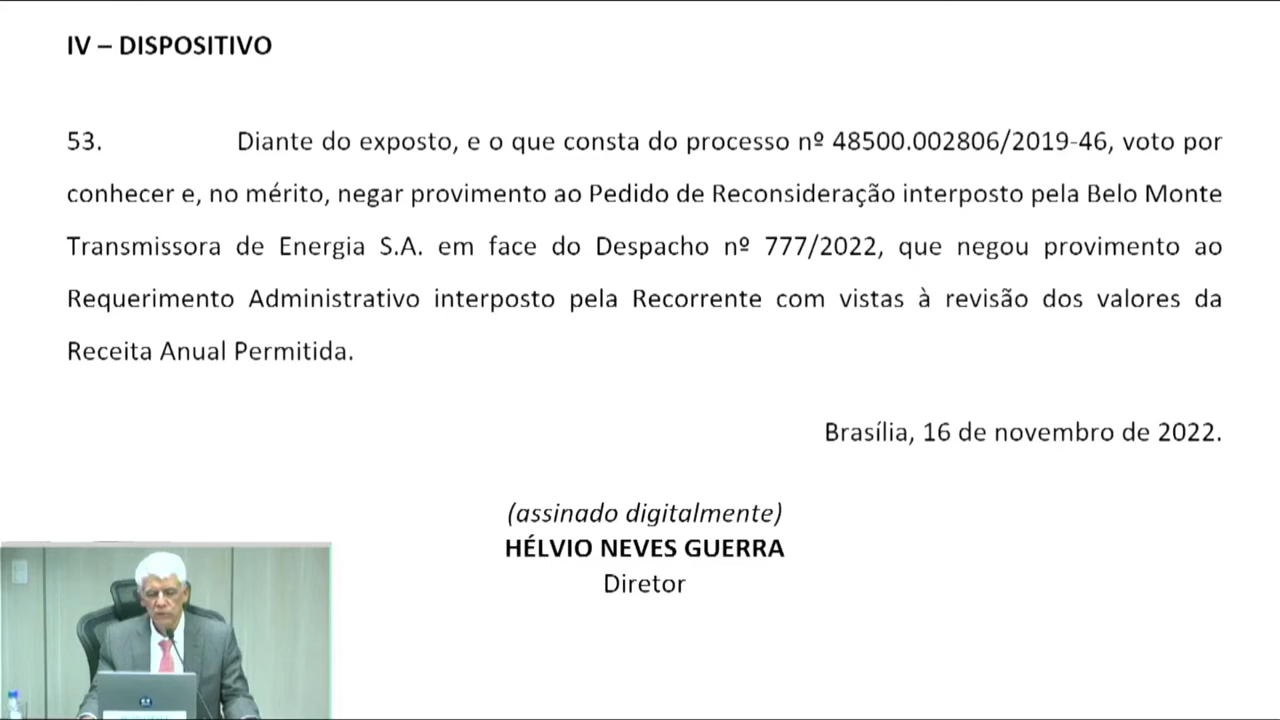 IV – DISPOSITIVO
53. Diante do exposto, e o que consta do processo nº 48500.002806/2019-46, voto por
conhecer e, no mérito, negar provimento ao Pedido de Reconsideração interposto pela Belo Monte
Transmissora de Energia S.A. em face do Despacho nº 777/2022, que negou provimento ao
Requerimento Administrativo interposto pela Recorrente com vistas à revisão dos valores da
Receita Anual Permitida.
Brasília, 16 de novembro de 2022.
(assinado digitalmente)
HÉLVIO NEVES GUERRA
Diretor